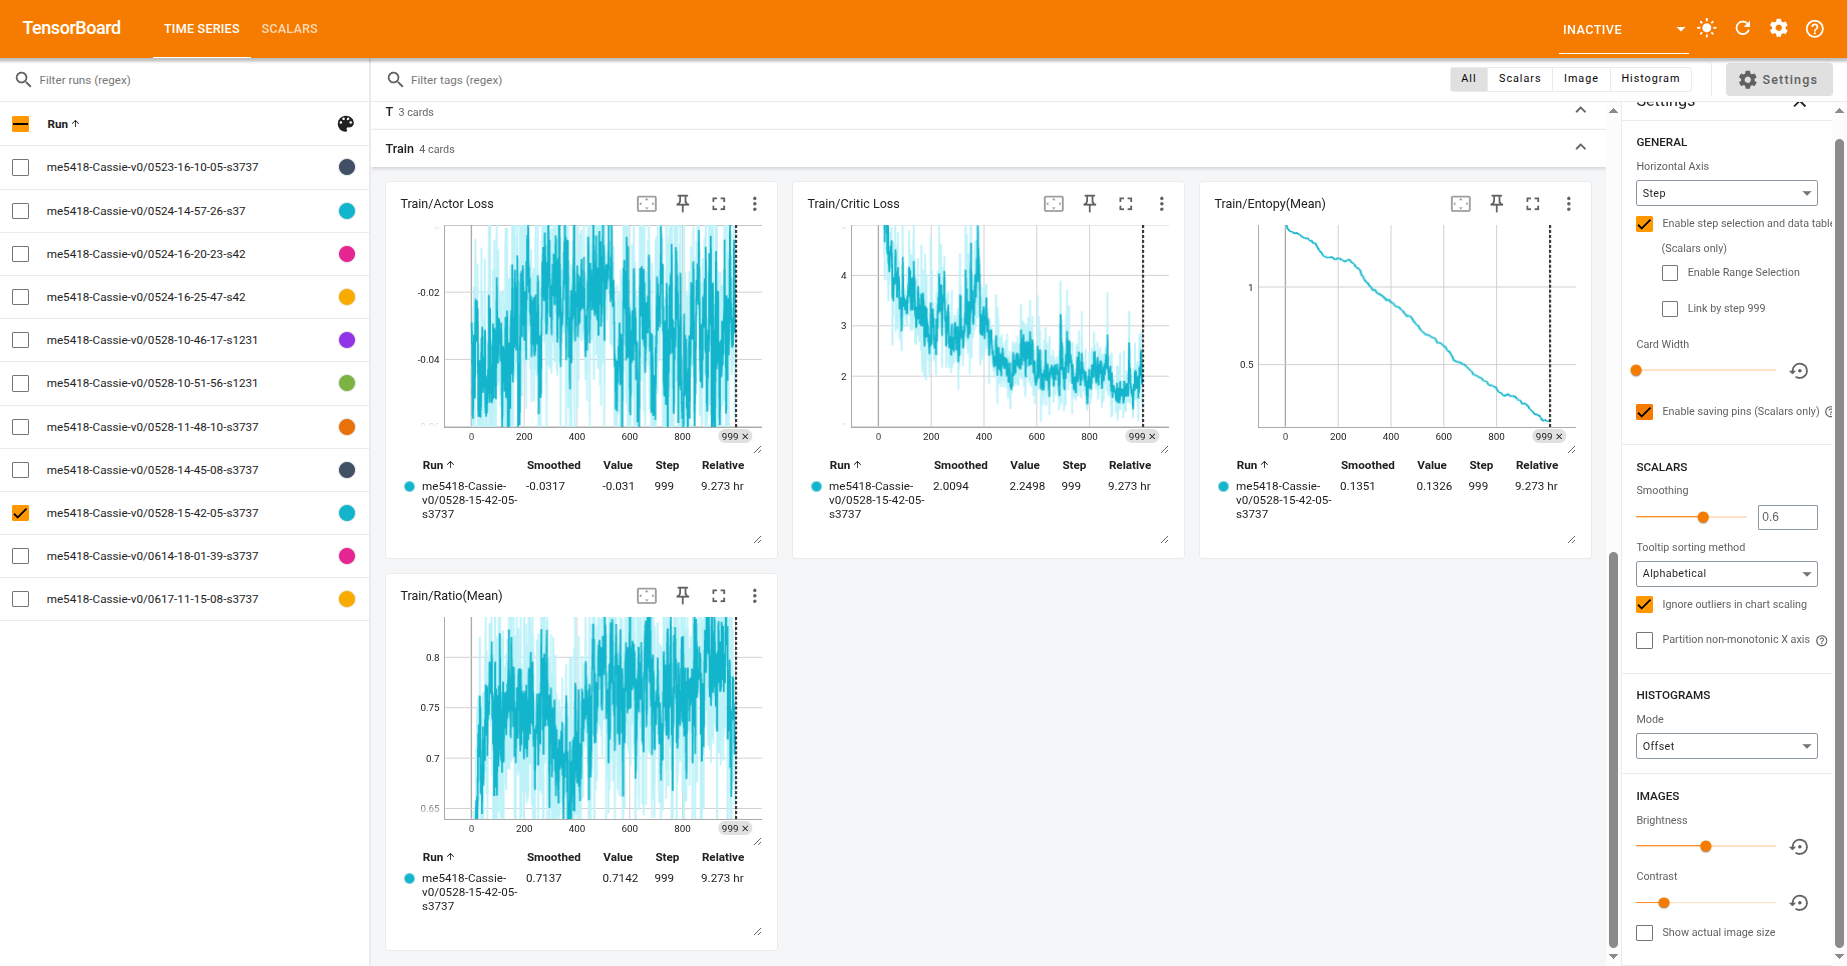 TensorBoard TIME SERIES SCALARS INACTIVE
Filter runs (regex)
Run ↑
me5418-Cassie-v0/0523-16-10-05-s3737
me5418-Cassie-v0/0524-14-57-26-s37
me5418-Cassie-v0/0524-16-20-23-s42
me5418-Cassie-v0/0524-16-25-47-s42
me5418-Cassie-v0/0528-10-46-17-s1231
me5418-Cassie-v0/0528-10-51-56-s1231
me5418-Cassie-v0/0528-11-48-10-s3737
me5418-Cassie-v0/0528-14-45-08-s3737
me5418-Cassie-v0/0528-15-42-05-s3737
me5418-Cassie-v0/0614-18-01-39-s3737
me5418-Cassie-v0/0617-11-15-08-s3737
Filter tags (regex)
All Scalars Image Histogram Settings
T 3 cards
Train 4 cards
Train/Actor Loss
-0.02
-0.04
0 200 400 600 800 999 ×
Run ↑ Smoothed Value Step Relative
me5418-Cassie- -0.0317 -0.031 999 9.273 hr
v0/0528-15-42-05-
s3737
Train/Critic Loss
4
3
2
0 200 400 600 800 999 ×
Run ↑ Smoothed Value Step Relative
me5418-Cassie- 2.0094 2.2498 999 9.273 hr
v0/0528-15-42-05-
s3737
Train/Entopy(Mean)
1
0.5
0 200 400 600 800 999 ×
Run ↑ Smoothed Value Step Relative
me5418-Cassie- 0.1351 0.1326 999 9.273 hr
v0/0528-15-42-05-
s3737
Train/Ratio(Mean)
0.8
0.75
0.7
0.65
0 200 400 600 800 999 ×
Run ↑ Smoothed Value Step Relative
me5418-Cassie- 0.7137 0.7142 999 9.273 hr
v0/0528-15-42-05-
s3737
Settings
GENERAL
Horizontal Axis
Step
Enable step selection and data table
(Scalars only)
Enable Range Selection
Link by step 999
Card Width
Enable saving pins (Scalars only)
SCALARS
Smoothing
0.6
Tooltip sorting method
Alphabetical
Ignore outliers in chart scaling
Partition non-monotonic X axis
HISTOGRAMS
Mode
Offset
IMAGES
Brightness
Contrast
Show actual image size